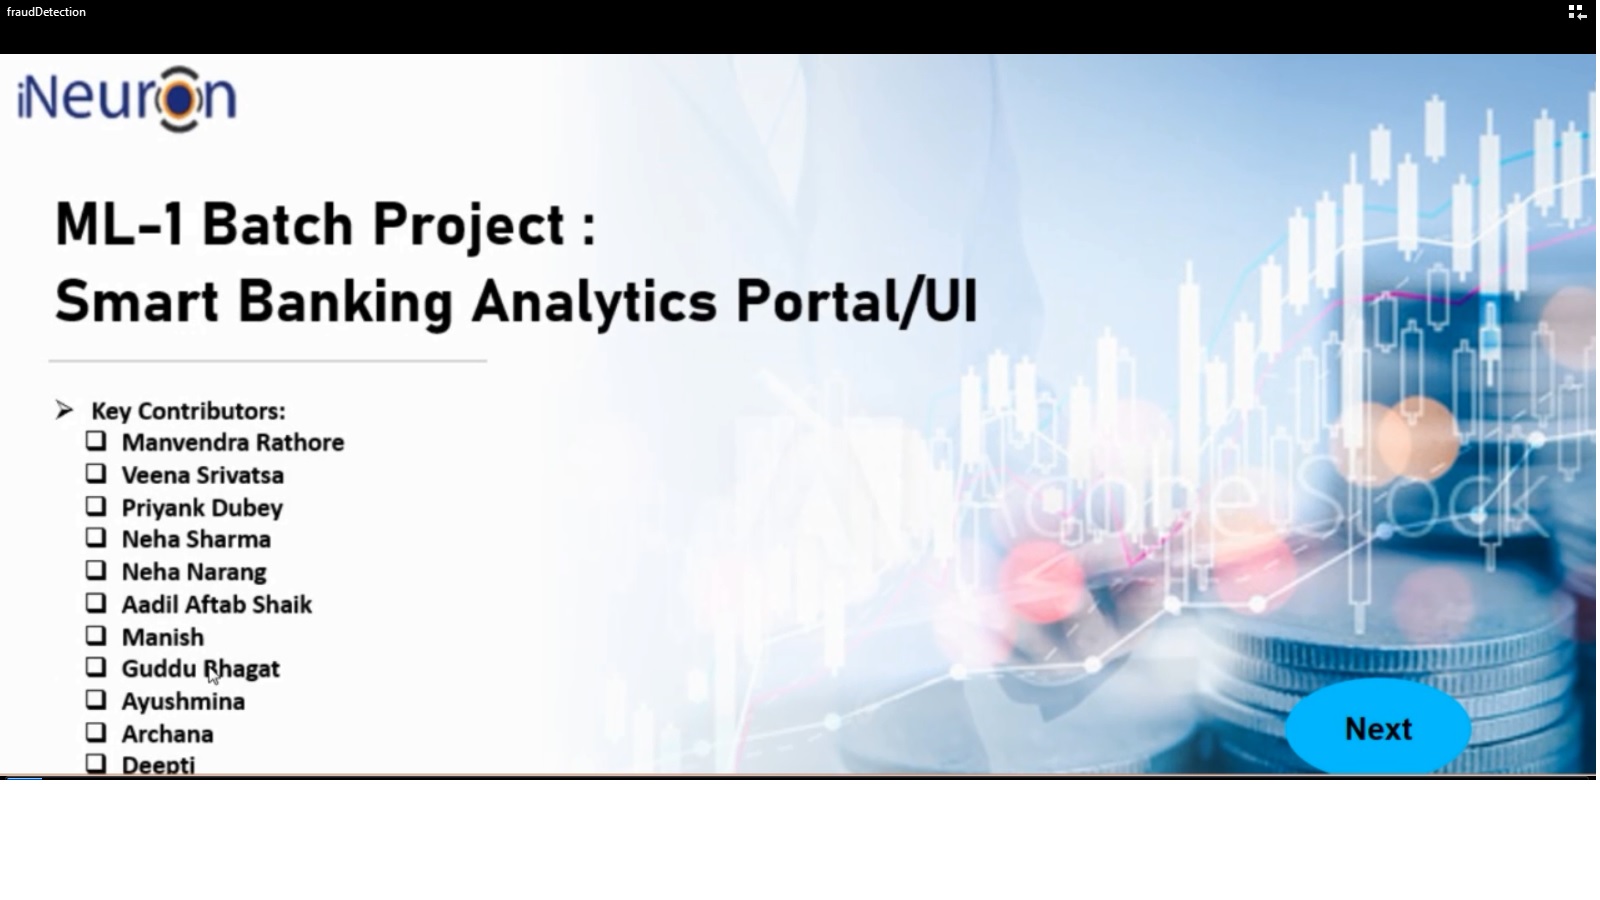 fraudDetection
iNeuron
ML-1 Batch Project :
Smart Banking Analytics Portal/UI
Key Contributors:
Manvendra Rathore
Veena Srivatsa
Priyank Dubey
Neha Sharma
Neha Narang
Aadil Aftab Shaik
Manish
Guddu Bhagat
Ayushmina
Archana
Deepti
Adobe Stock
Next